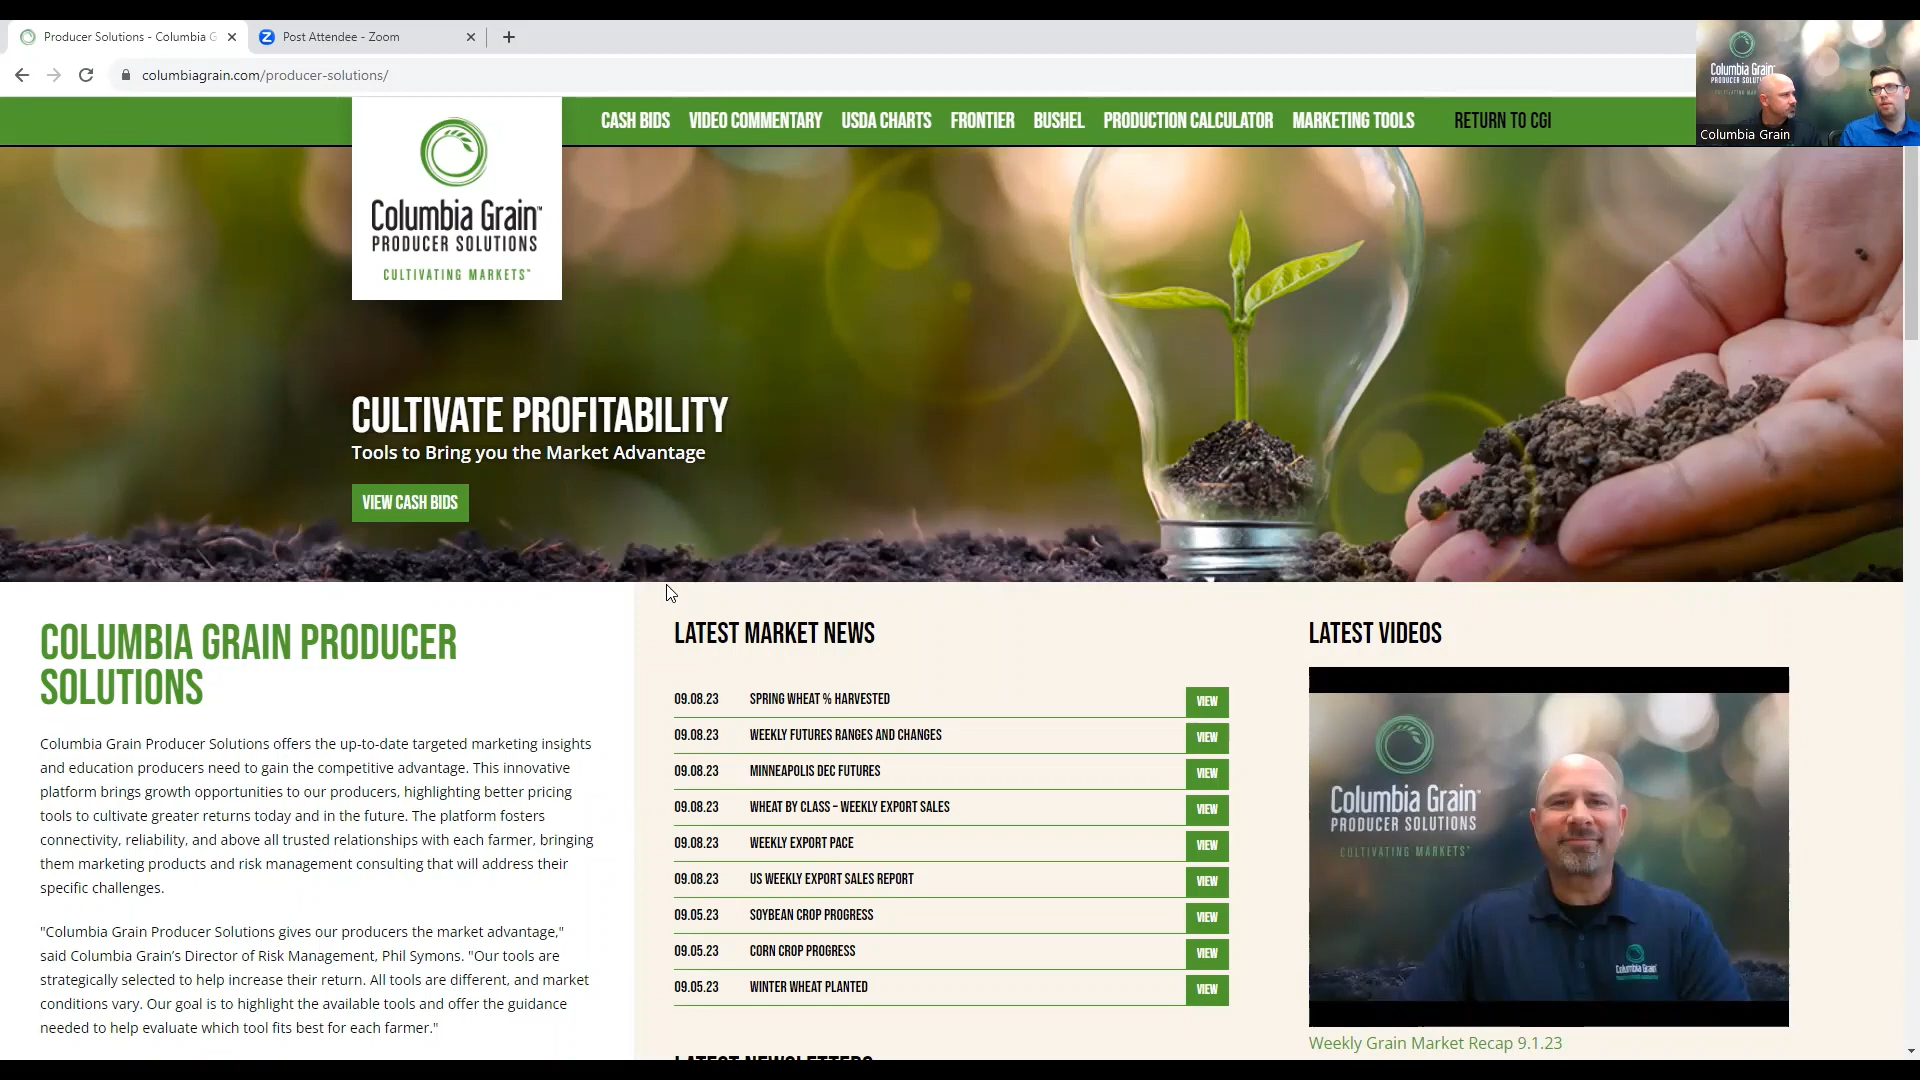 Producer Solutions - Columbia G
Post Attendee - Zoom
columbiagrain.com/producer-solutions/
Columbia Grain
PRODUCER
Columbia Grain
CASH BIDS VIDEO COMMENTARY USDA CHARTS FRONTIER BUSHEL PRODUCTION CALCULATOR MARKETING TOOLS RETURN TO CGI
Columbia Grain™
PRODUCER SOLUTIONS
CULTIVATING MARKETS™
CULTIVATE PROFITABILITY
Tools to Bring you the Market Advantage
VIEW CASH BIDS
COLUMBIA GRAIN PRODUCER
SOLUTIONS
Columbia Grain Producer Solutions offers the up-to-date targeted marketing insights
and education producers need to gain the competitive advantage. This innovative
platform brings growth opportunities to our producers, highlighting better pricing
tools to cultivate greater returns today and in the future. The platform fosters
connectivity, reliability, and above all trusted relationships with each farmer, bringing
them marketing products and risk management consulting that will address their
specific challenges.
"Columbia Grain Producer Solutions gives our producers the market advantage,"
said Columbia Grain's Director of Risk Management, Phil Symons. "Our tools are
strategically selected to help increase their return. All tools are different, and market
conditions vary. Our goal is to highlight the available tools and offer the guidance
needed to help evaluate which tool fits best for each farmer."
LATEST MARKET NEWS
09.08.23 SPRING WHEAT % HARVESTED VIEW
09.08.23 WEEKLY FUTURES RANGES AND CHANGES VIEW
09.08.23 MINNEAPOLIS DEC FUTURES VIEW
09.08.23 WHEAT BY CLASS – WEEKLY EXPORT SALES VIEW
09.08.23 WEEKLY EXPORT PACE VIEW
09.08.23 US WEEKLY EXPORT SALES REPORT VIEW
09.05.23 SOYBEAN CROP PROGRESS VIEW
09.05.23 CORN CROP PROGRESS VIEW
09.05.23 WINTER WHEAT PLANTED VIEW
LATEST NEWSLETTERS
LATEST VIDEOS
Columbia Grain™
PRODUCER SOLUTIONS
CULTIVATING MARKETS™
Columbia Grain
Weekly Grain Market Recap 9.1.23